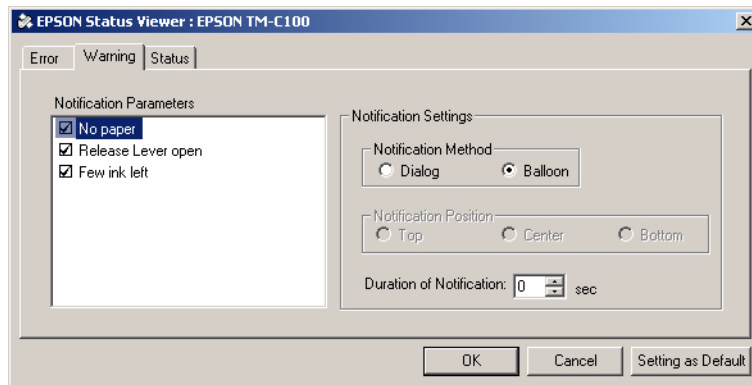 EPSON Status Viewer : EPSON TM-C100
Error Warning Status
Notification Parameters
No paper
Release Lever open
Few ink left
Notification Settings
Notification Method
Dialog Balloon
Notification Position
Top Center Bottom
Duration of Notification: 0 sec
OK Cancel Setting as Default